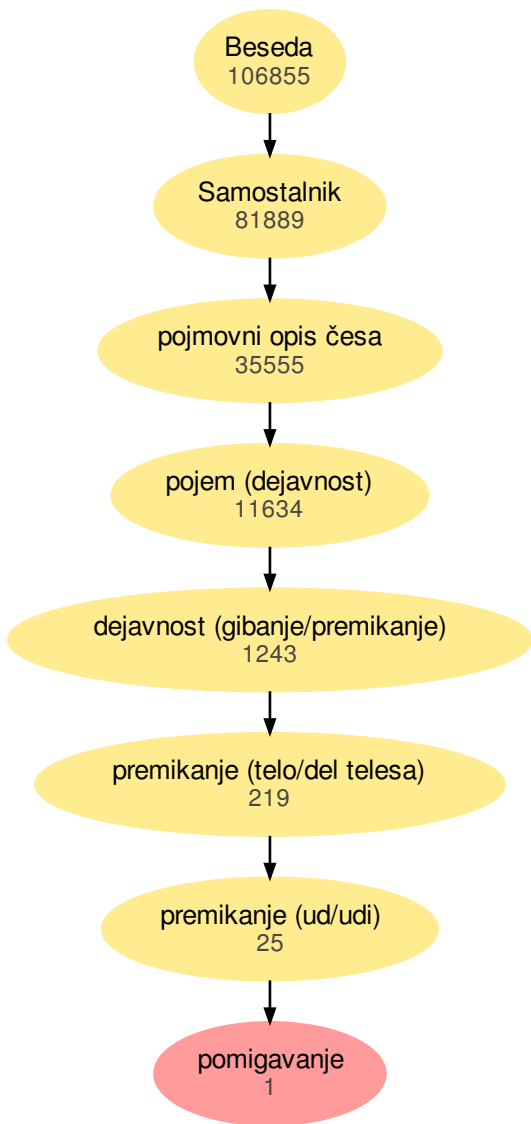 Beseda
106855
Samostalnik
81889
pojmovni opis česa
35555
pojem (dejavnost)
11634
dejavnost (gibanje/premikanje)
1243
premikanje (telo/del telesa)
219
premikanje (ud/udi)
25
pomigavanje
1